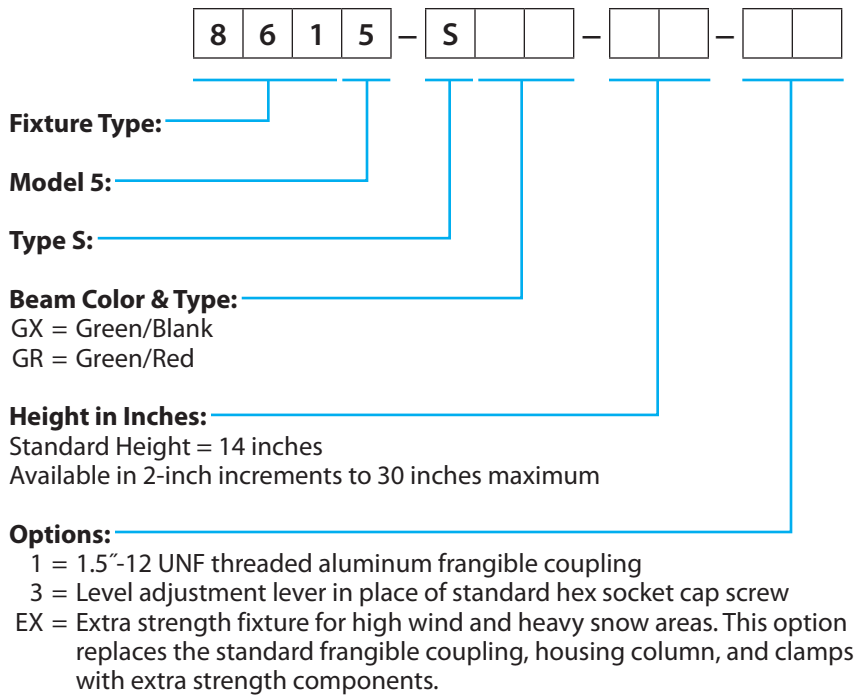 8 6 1 5 – S – –
Fixture Type:
Model 5:
Type S:
Beam Color & Type:
GX = Green/Blank
GR = Green/Red
Height in Inches:
Standard Height = 14 inches
Available in 2-inch increments to 30 inches maximum
Options:
1 = 1.5˝-12 UNF threaded aluminum frangible coupling
3 = Level adjustment lever in place of standard hex socket cap screw
EX = Extra strength fixture for high wind and heavy snow areas. This option
replaces the standard frangible coupling, housing column, and clamps
with extra strength components.